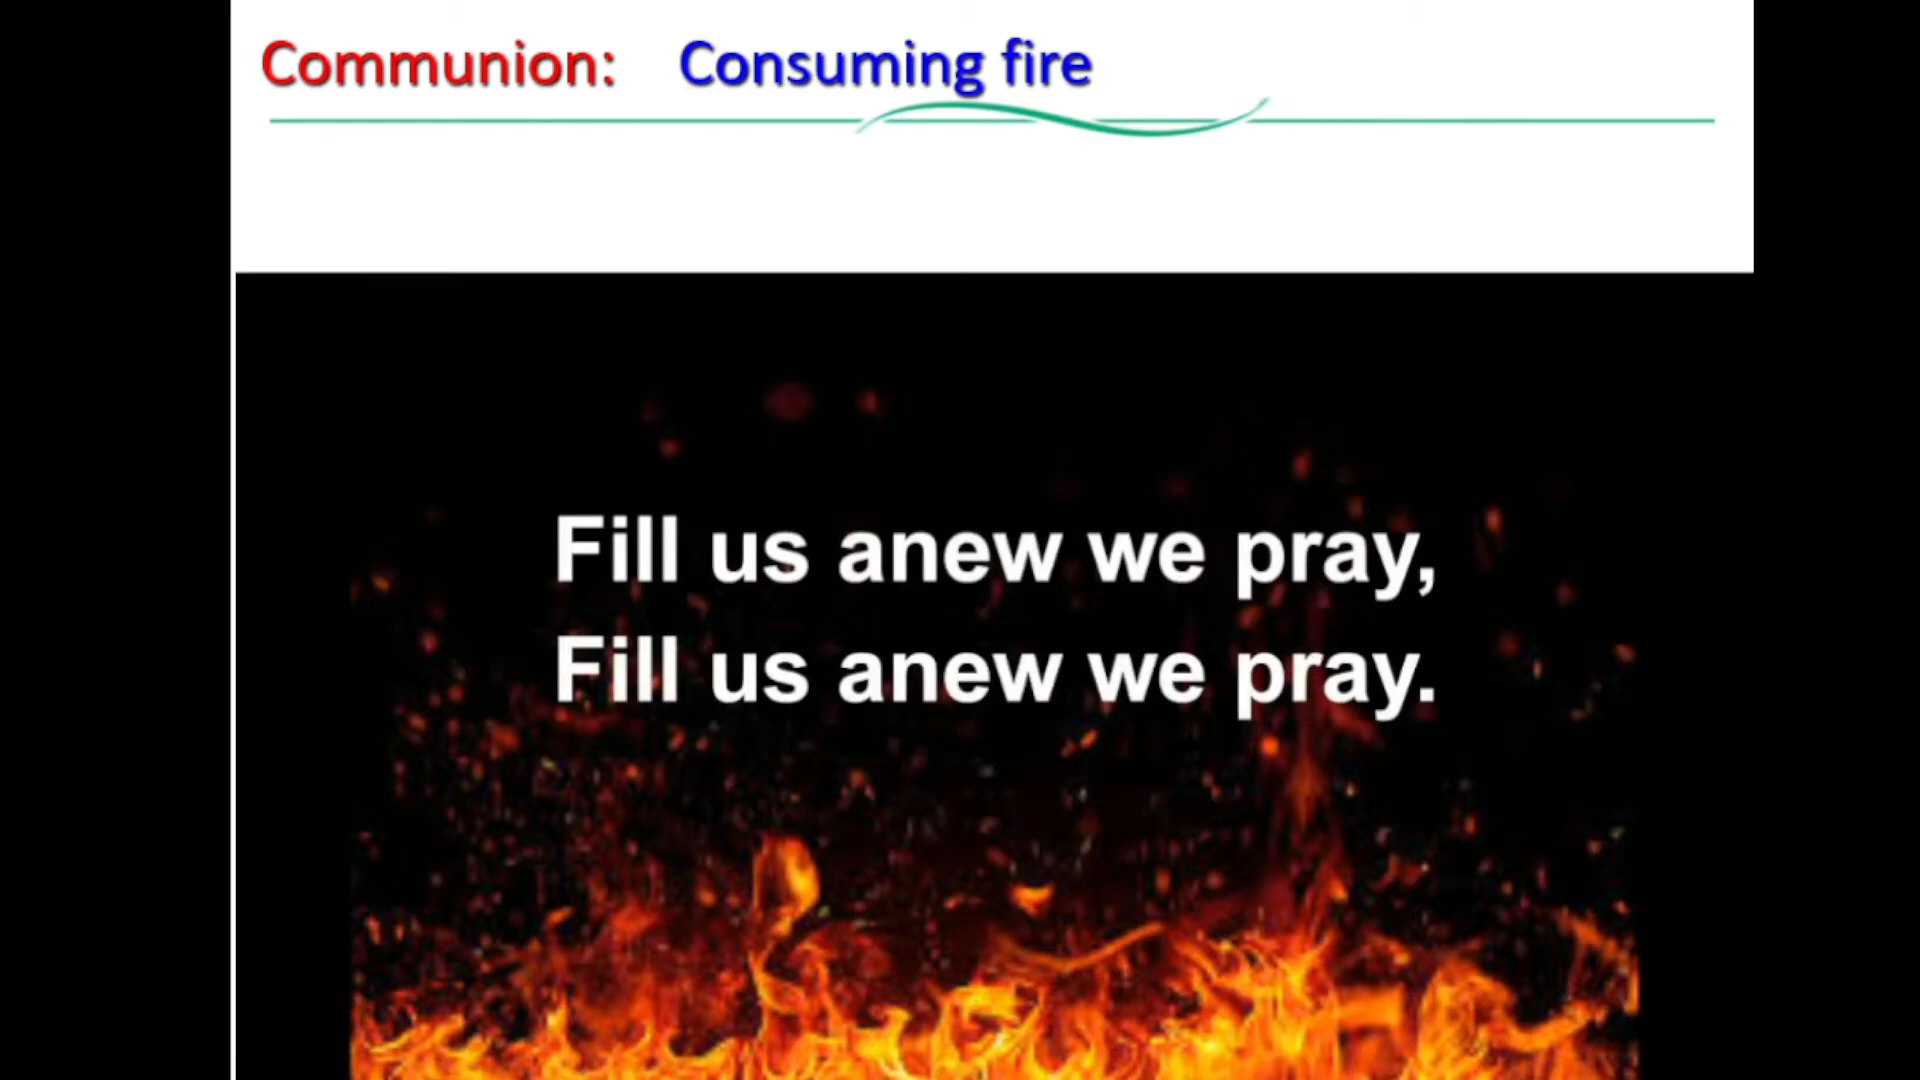 Communion: Consuming fire
Fill us anew we pray,
Fill us anew we pray.